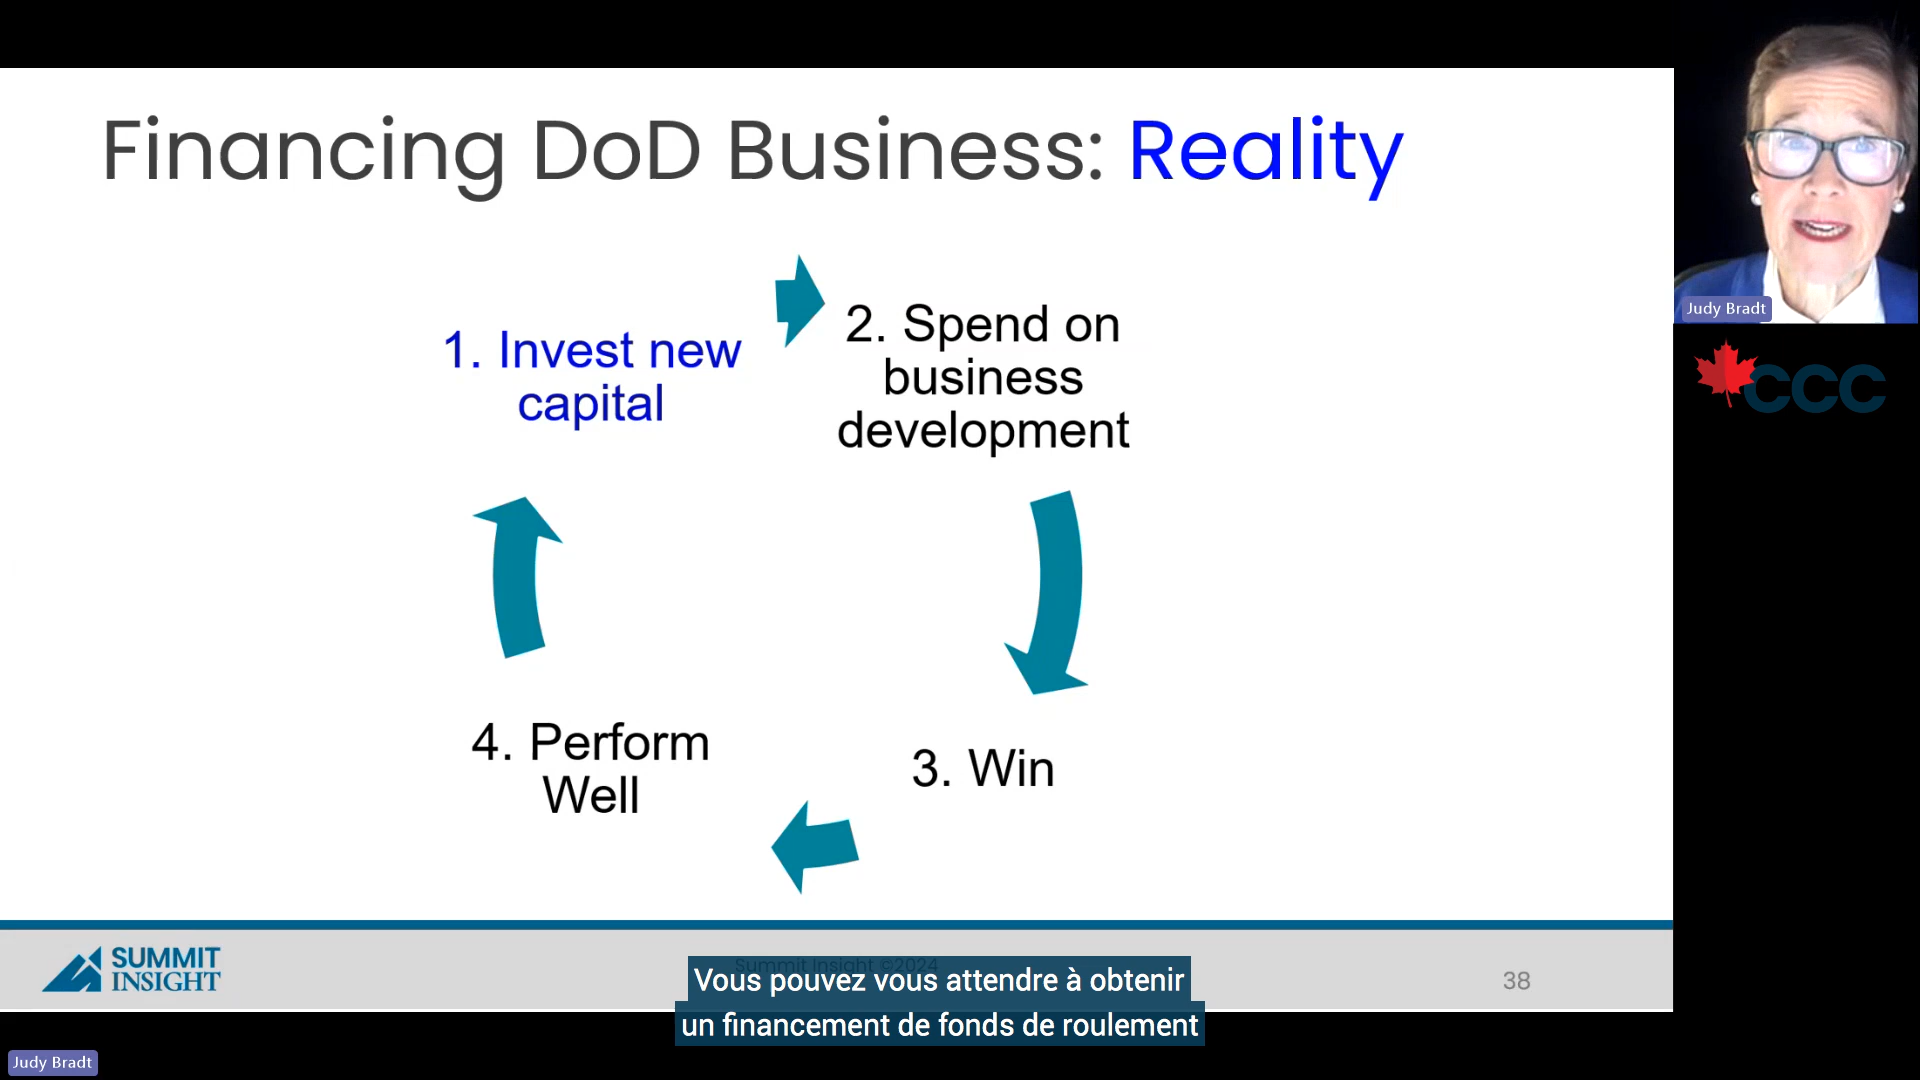 Financing DoD Business: Reality
1. Invest new
capital
2. Spend on
business
development
3. Win
4. Perform
Well
SUMMIT
INSIGHT
Summit Insight ©2024
38
Vous pouvez vous attendre à obtenir
un financement de fonds de roulement
Judy Bradt
CCC
Judy Bradt